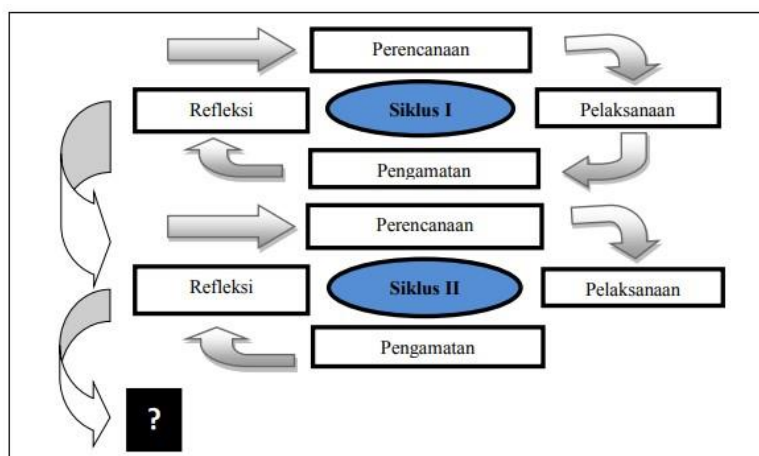 Perencanaan
Refleksi
Siklus I
Pelaksanaan
Pengamatan
Perencanaan
Refleksi
Siklus II
Pelaksanaan
Pengamatan
?